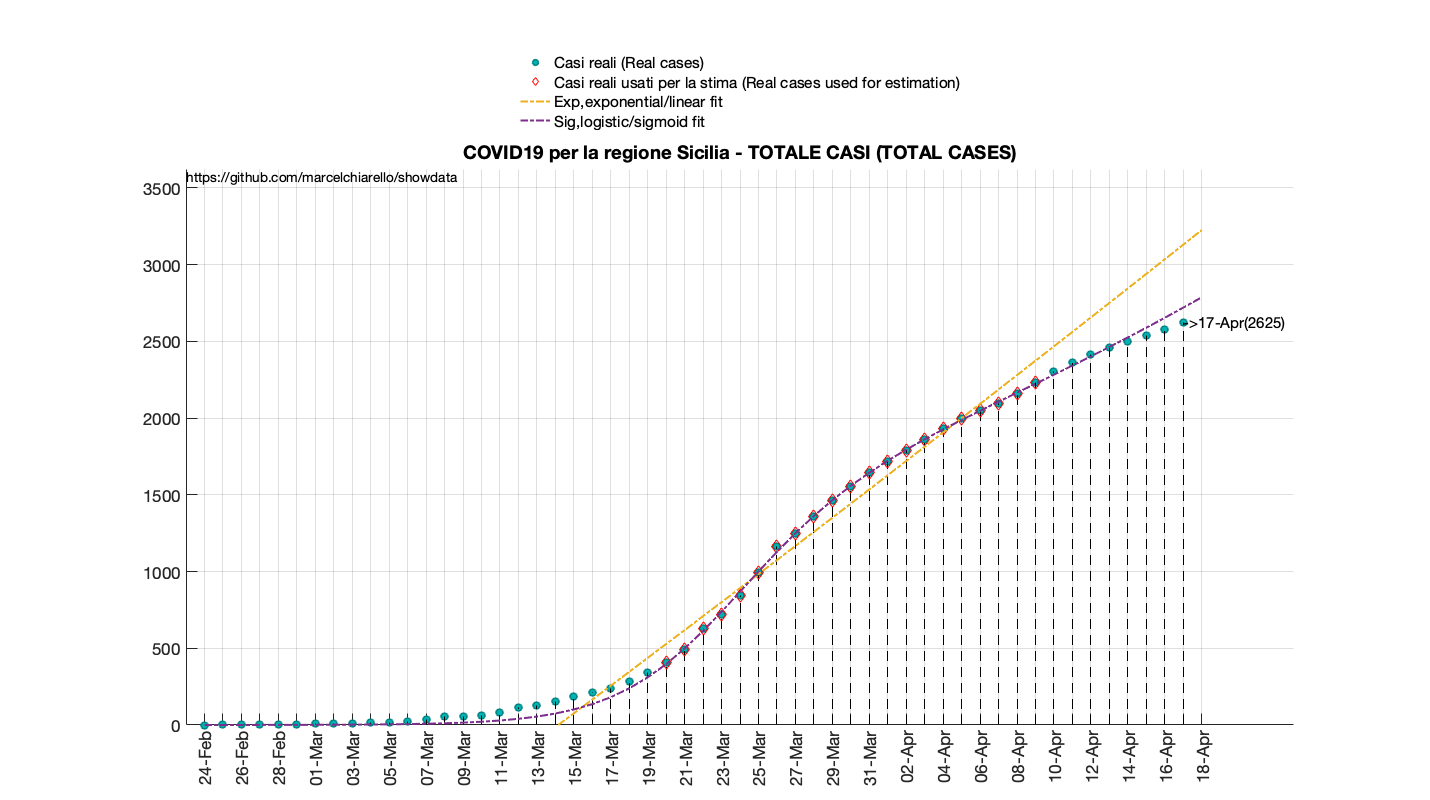 Casi reali (Real cases)
Casi reali usati per la stima (Real cases used for estimation)
Exp,exponential/linear fit
Sig,logistic/sigmoid fit
COVID19 per la regione Sicilia - TOTALE CASI (TOTAL CASES)
https://github.com/marcelchiarello/showdata
3500
3000
2500
2000
1500
1000
500
0
->17-Apr(2625)
24-Feb
26-Feb
28-Feb
01-Mar
03-Mar
05-Mar
07-Mar
09-Mar
11-Mar
13-Mar
15-Mar
17-Mar
19-Mar
21-Mar
23-Mar
25-Mar
27-Mar
29-Mar
31-Mar
02-Apr
04-Apr
06-Apr
08-Apr
10-Apr
12-Apr
14-Apr
16-Apr
18-Apr